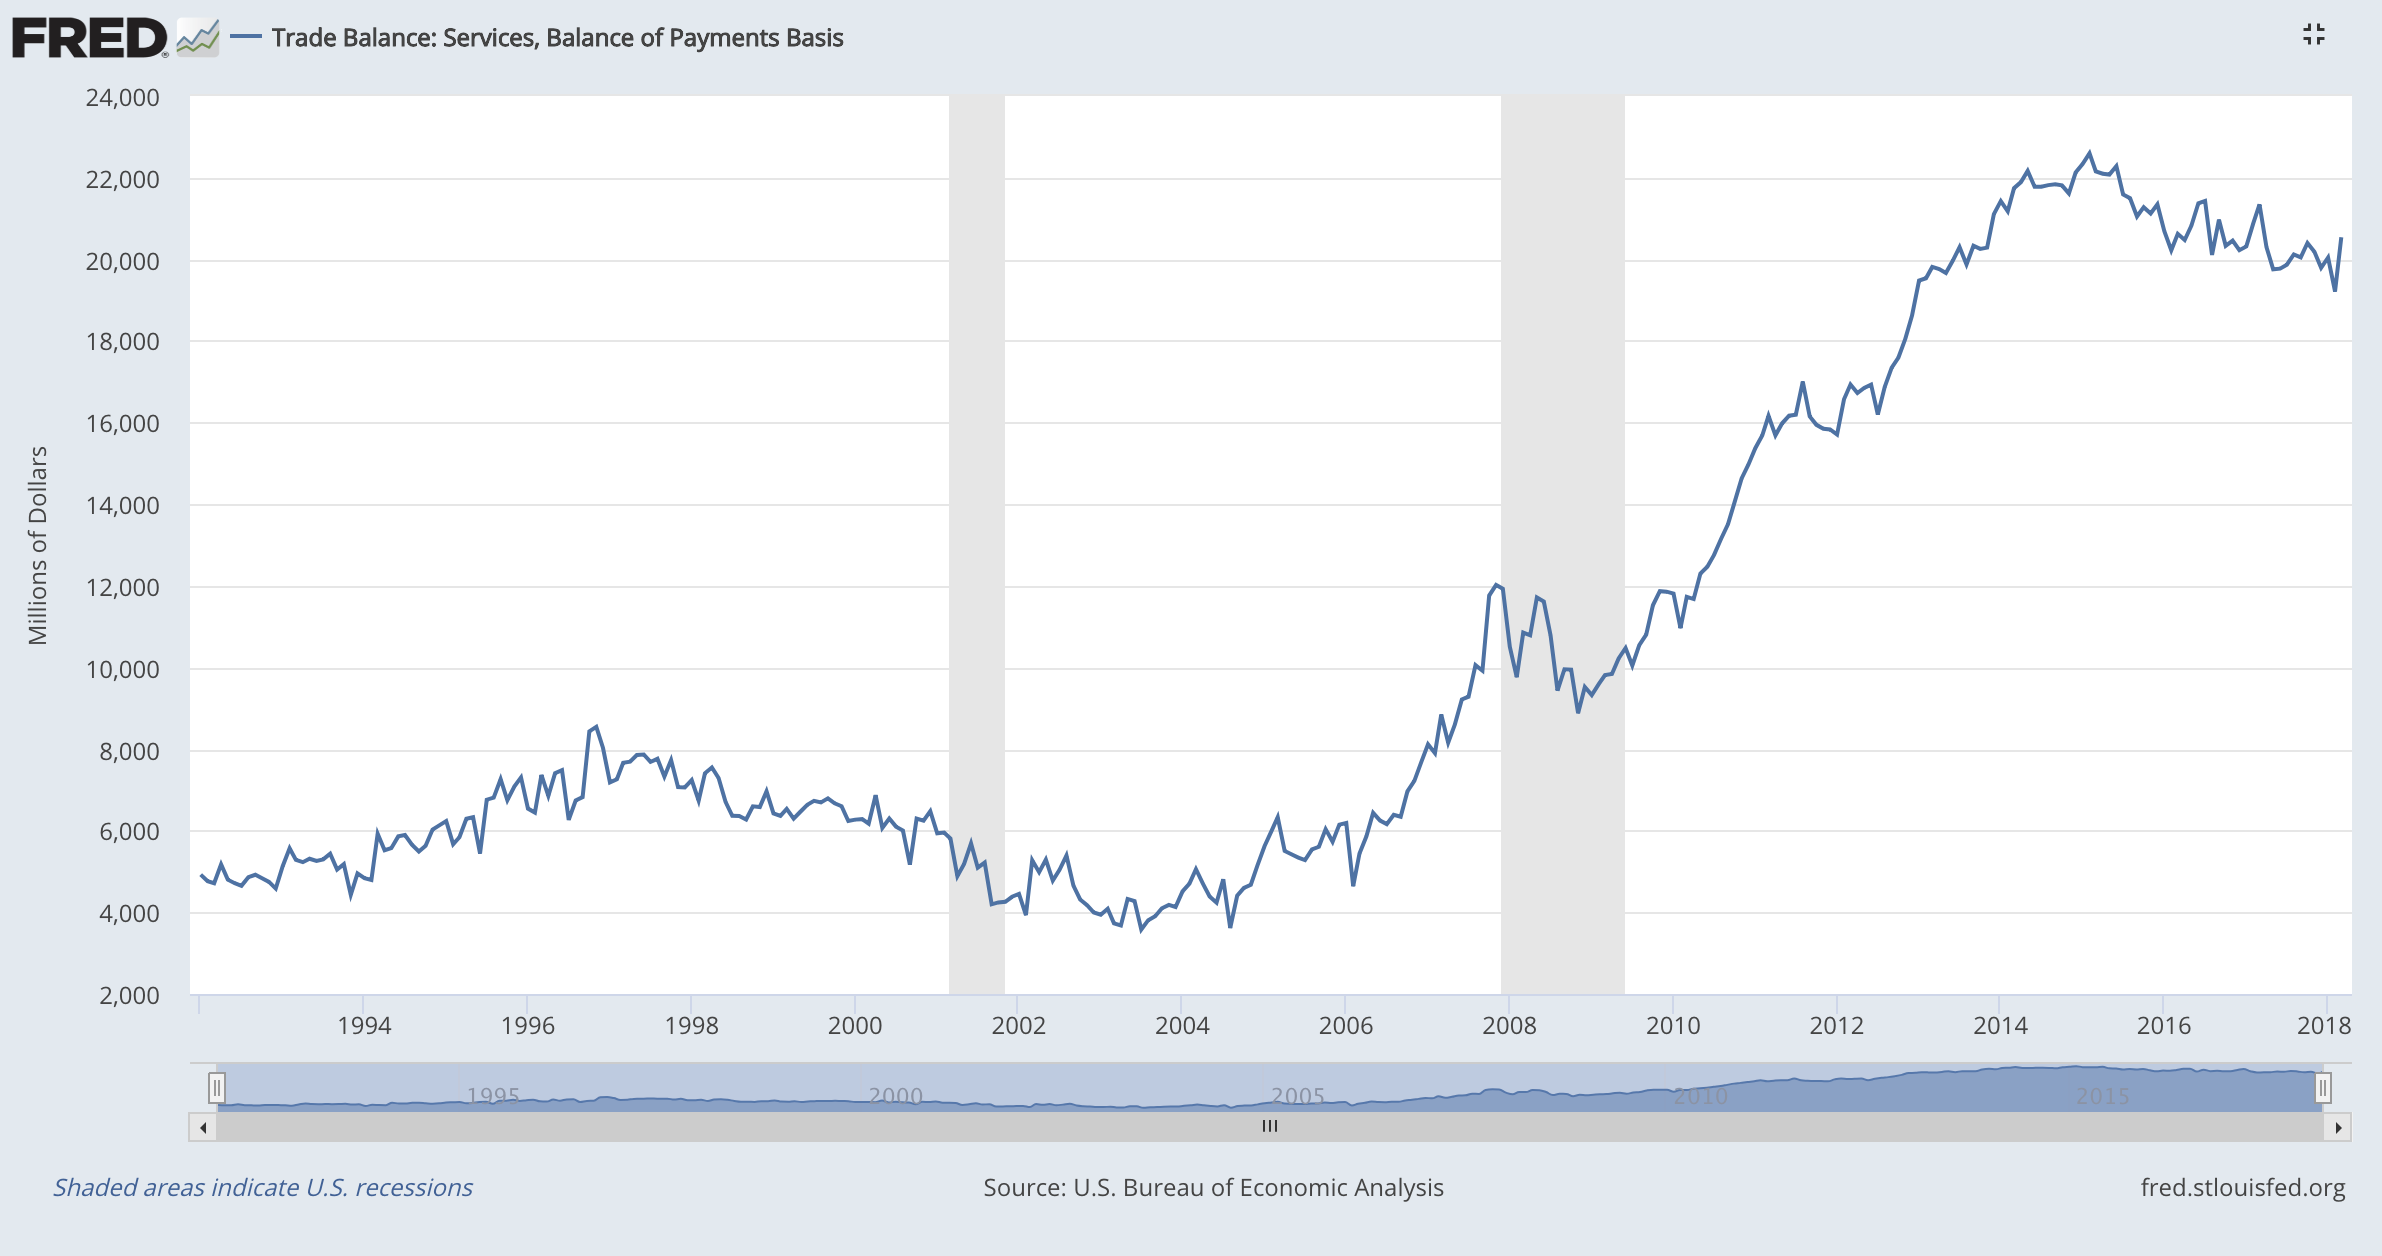 FRED® Trade Balance: Services, Balance of Payments Basis
Millions of Dollars
24,000
22,000
20,000
18,000
16,000
14,000
12,000
10,000
8,000
6,000
4,000
2,000
1994 1996 1998 2000 2002 2004 2006 2008 2010 2012 2014 2016 2018
1995 2000 2005 2010 2015
Shaded areas indicate U.S. recessions Source: U.S. Bureau of Economic Analysis fred.stlouisfed.org